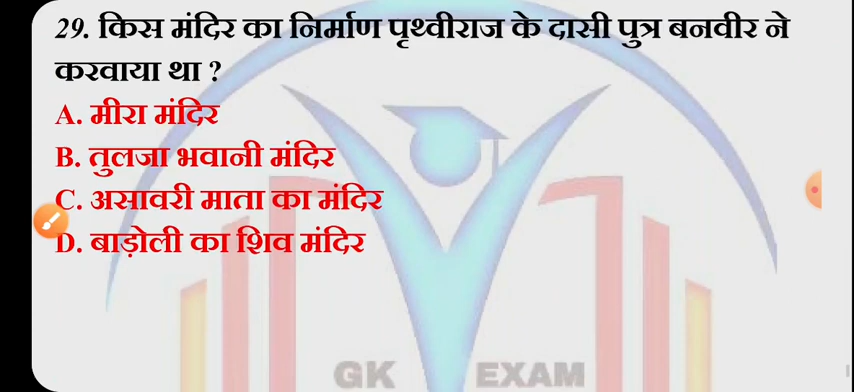 29. किस मंदिर का निर्माण पृथ्वीराज के दासी पुत्र बनवीर ने
करवाया था ?
A. मीरा मंदिर
B. तुलजा भवानी मंदिर
C. असावरी माता का मंदिर
D. बाड़ोली का शिव मंदिर
GK EXAM